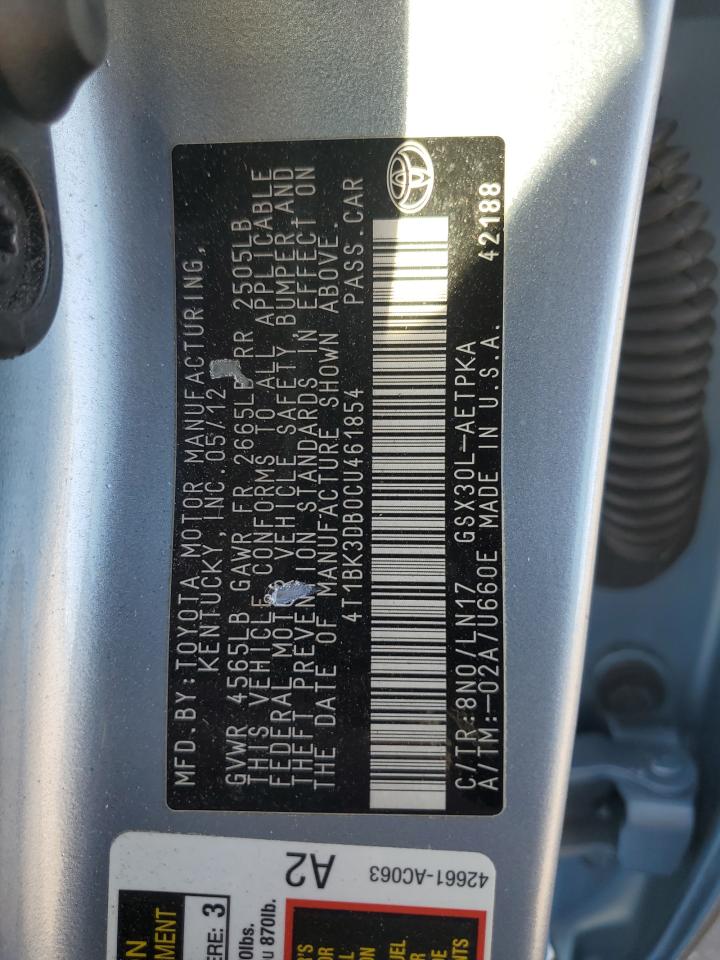 MFD.BY:TOYOTA MOTOR MANUFACTURING,
KENTUCKY,INC.05/12
GVWR 4565LB GAWR FR 2665LB RR 2505LB
THIS VEHICLE CONFORMS TO ALL APPLICABLE
FEDERAL MOTOR VEHICLE SAFETY BUMPER, AND
THEFT PREVENTION STANDARDS IN EFFECT ON
THE DATE OF MANUFACTURE SHOWN ABOVE.
4T1BK3DB0CU461854 PASS.CAR
C/TR:8N0/LN17 GSX30L-AETPKA
A/TM:-02A/U660E MADE IN U.S.A. 42188
A2
42661-AC063
ERE: 3
870lb.